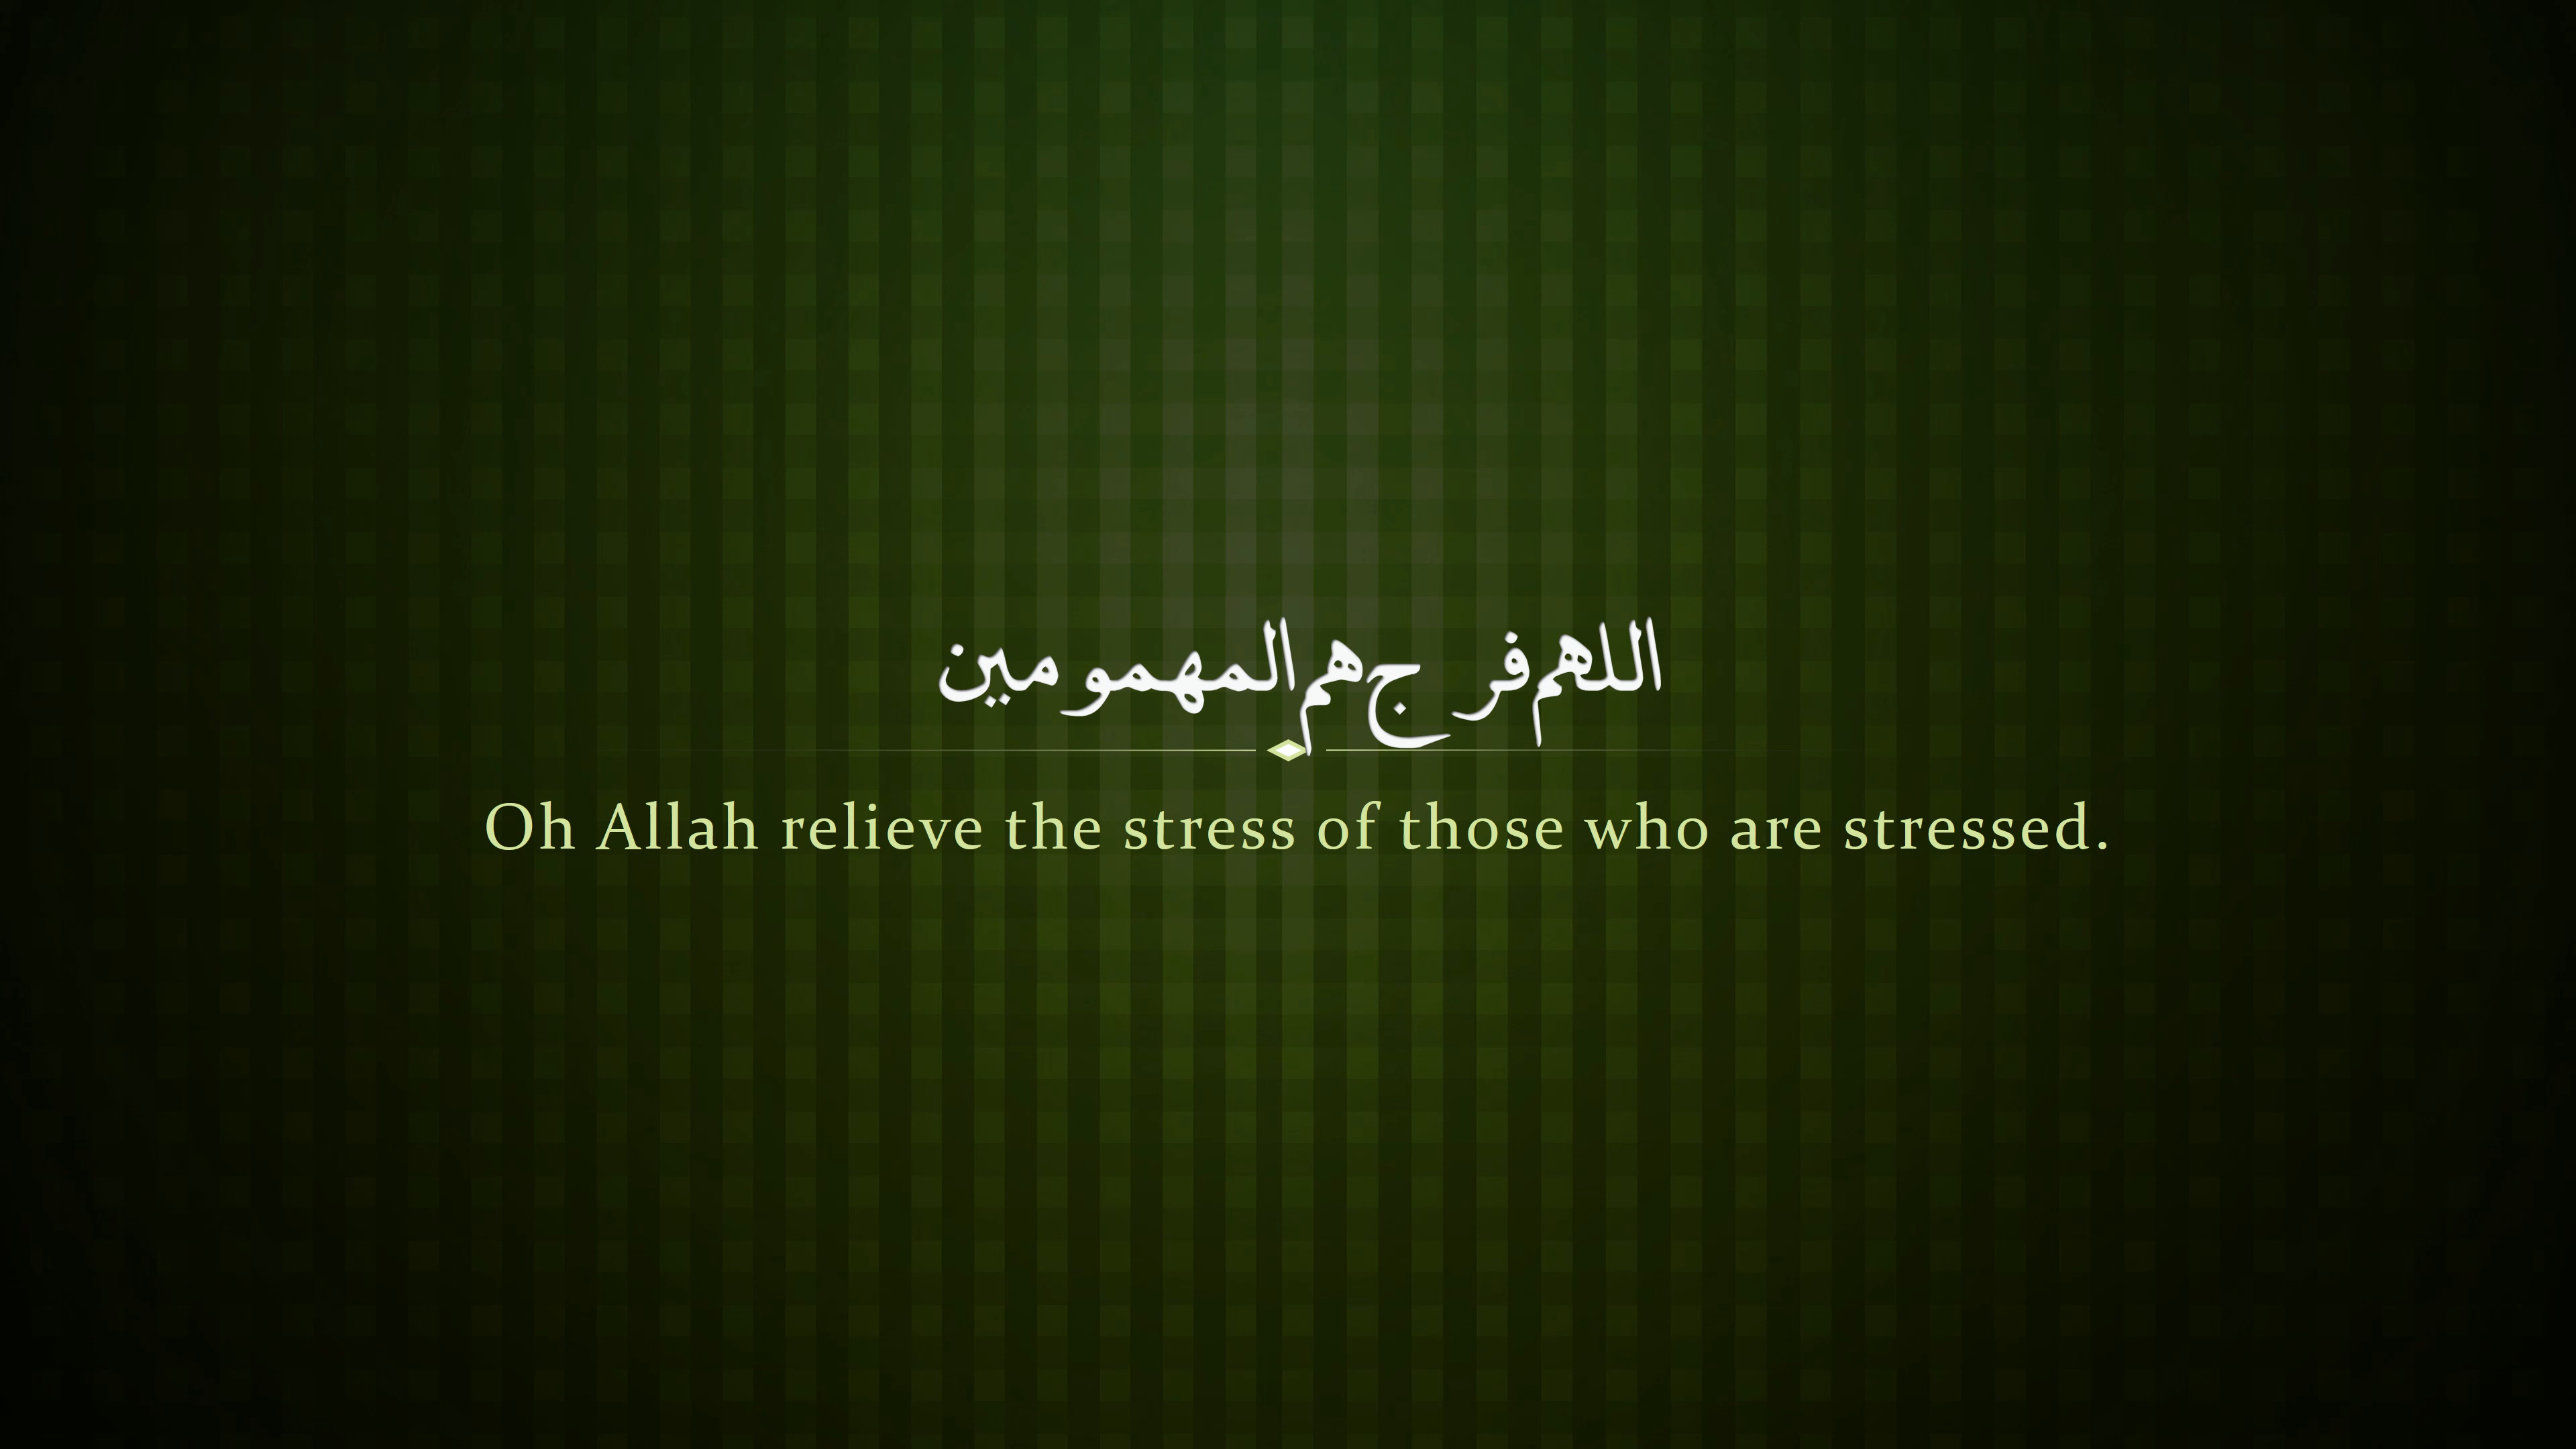 اللهم فرج هم المهمومين
Oh Allah relieve the stress of those who are stressed.